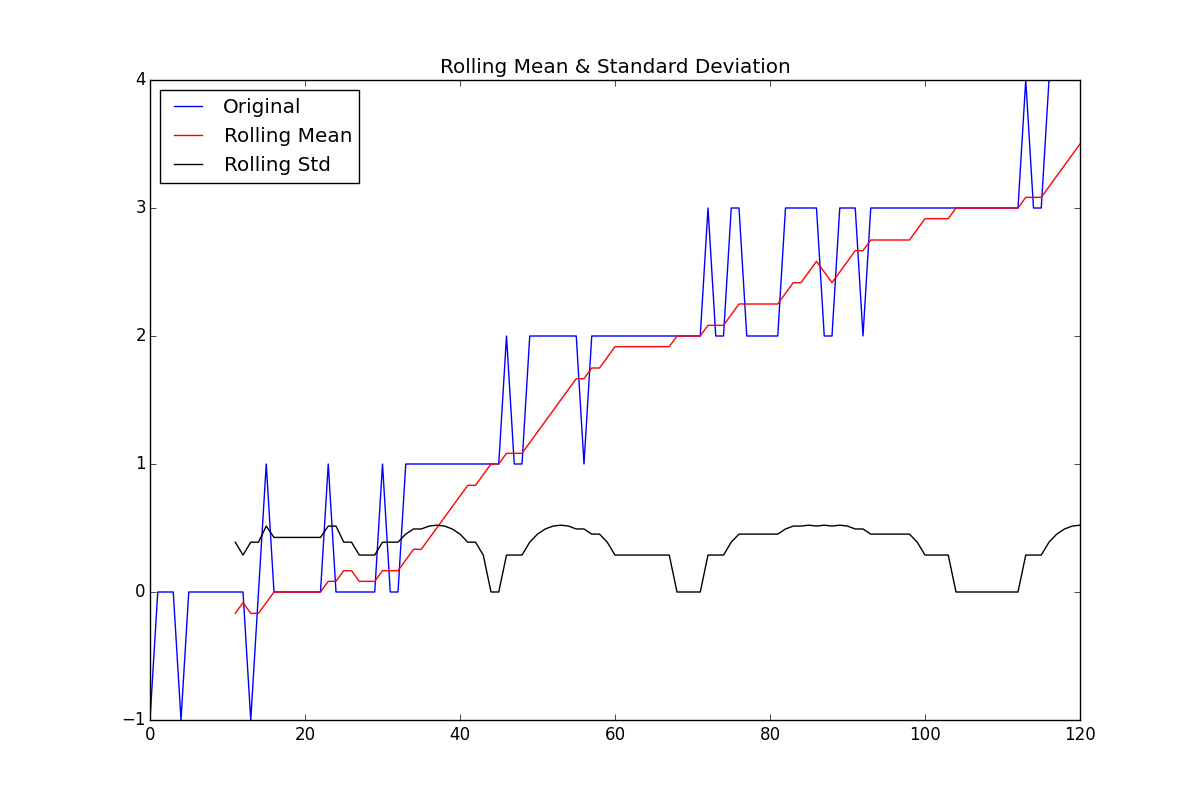 Rolling Mean & Standard Deviation
4
Original
Rolling Mean
Rolling Std
3
2
1
0
−1
0 20 40 60 80 100 120